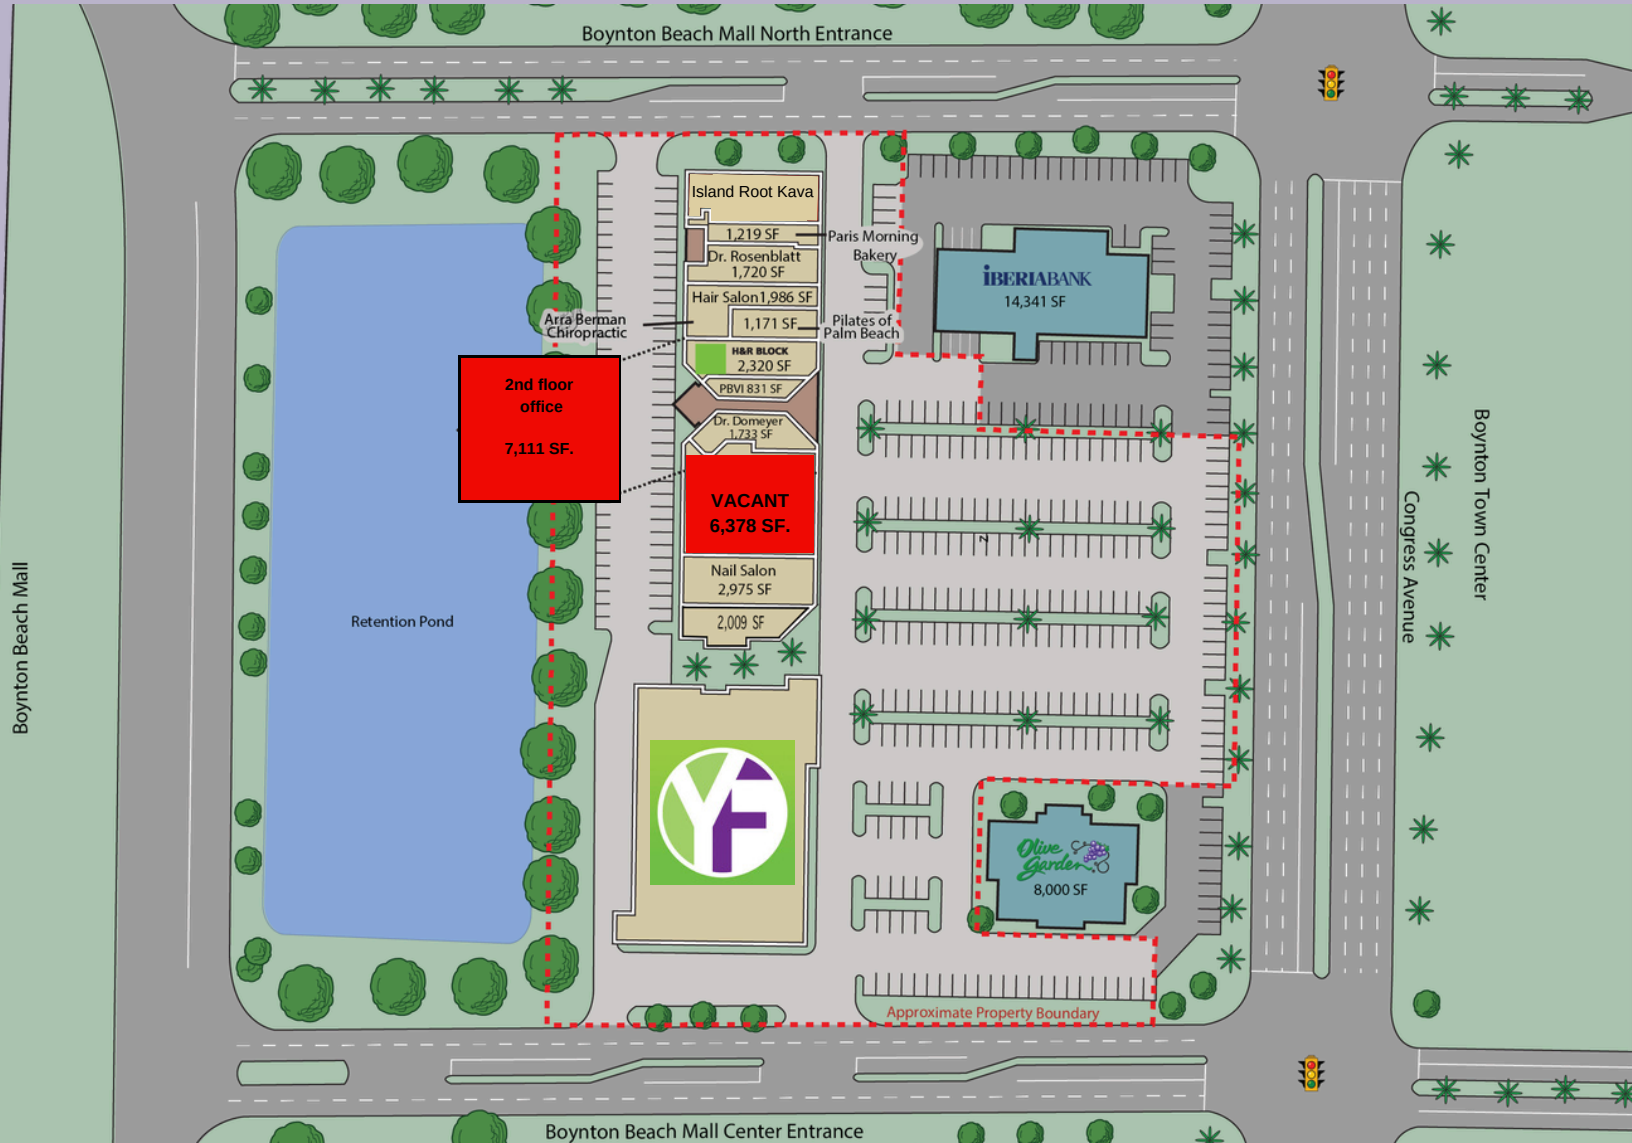 Boynton Beach Mall North Entrance
Island Root Kava
1,219 SF
Paris Morning
Bakery
Dr. Rosenblatt
1,720 SF
Hair Salon 1,986 SF
Arra Berman
Chiropractic
1,171 SF
Pilates of
Palm Beach
H&R BLOCK
2,320 SF
PBVI 831 SF
Dr. Domeyer
1,733 SF
2nd floor
office
7,111 SF.
VACANT
6,378 SF.
Nail Salon
2,975 SF
2,009 SF
YF
IBERIABANK
14,341 SF
Z
Retention Pond
Boynton Beach Mall
Congress Avenue
Boynton Town Center
Olive
Garden
8,000 SF
Approximate Property Boundary
Boynton Beach Mall Center Entrance